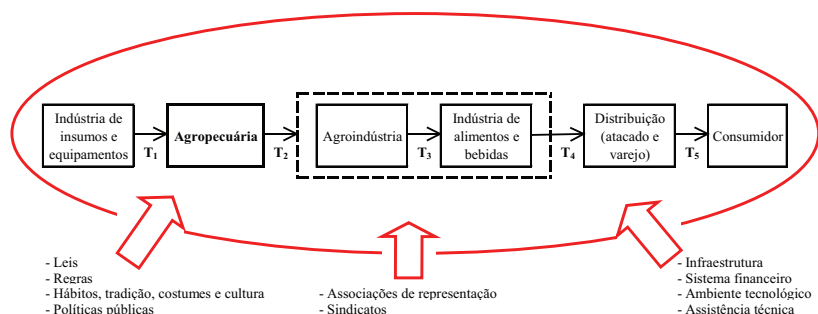 Indústria de
insumos e
equipamentos
T1
Agropecuária
T2
Agroindústria
T3
Indústria de
alimentos e
bebidas
T4
Distribuição
(atacado e
varejo)
T5
Consumidor
- Leis
- Regras
- Hábitos, tradição, costumes e cultura
- Políticas públicas
- Associações de representação
- Sindicatos
- Infraestrutura
- Sistema financeiro
- Ambiente tecnológico
- Assistência técnica